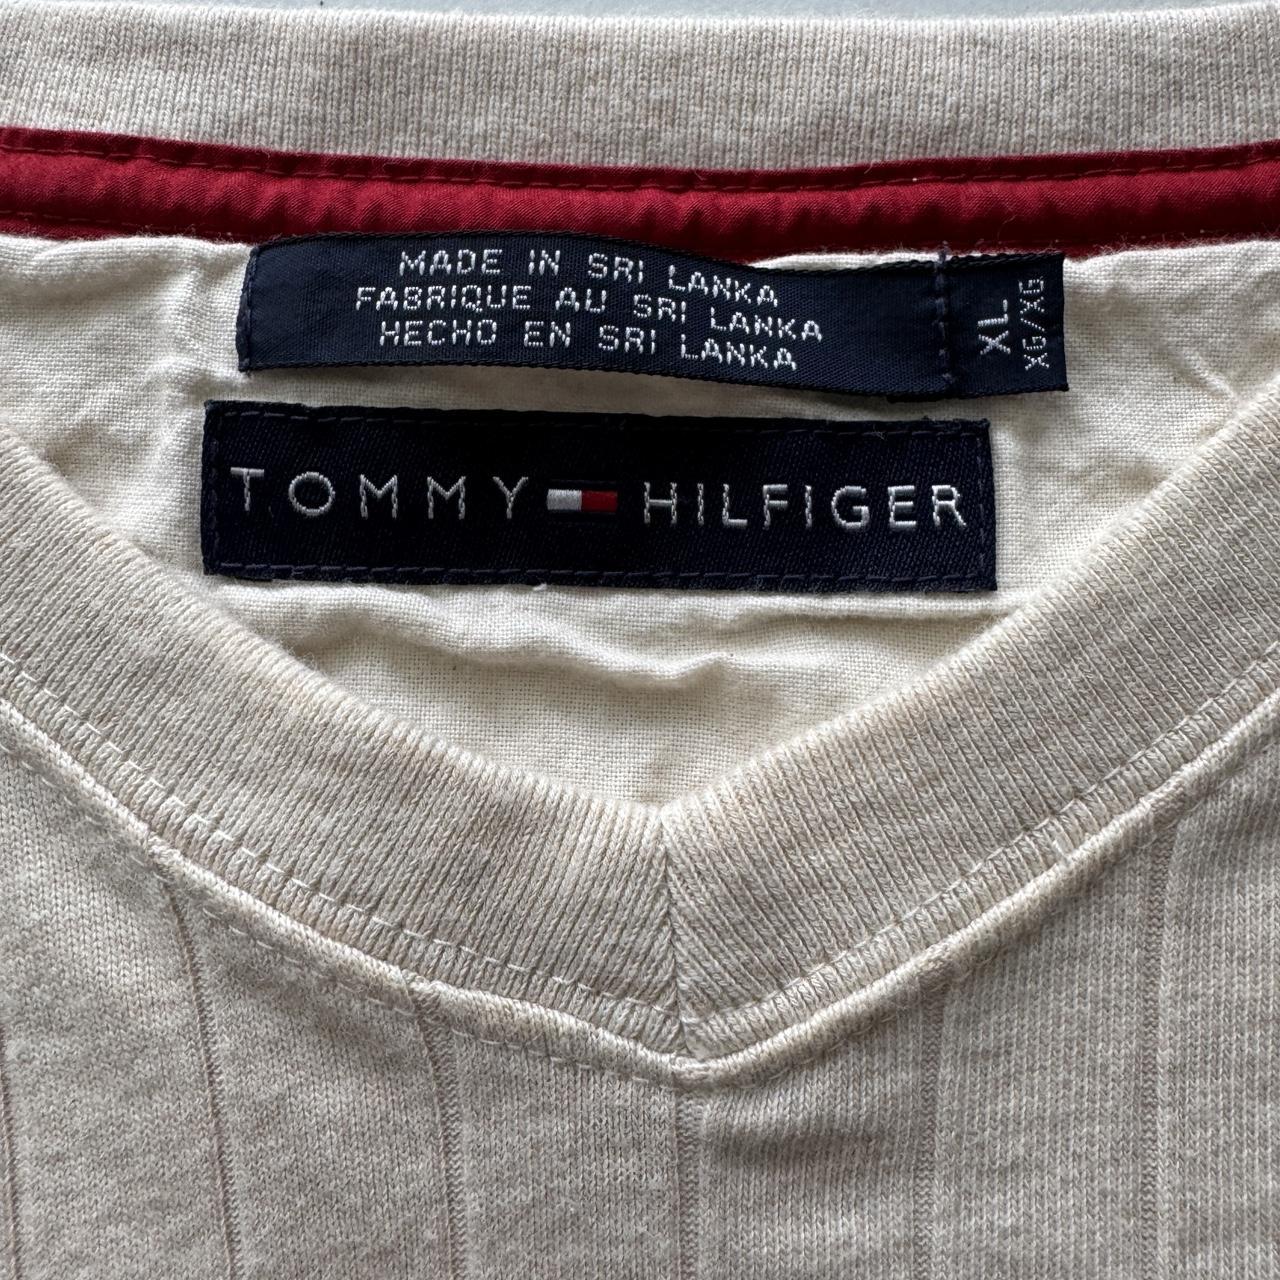 MADE IN SRI LANKA
FABRIQUE AU SRI LANKA
HECHO EN SRI LANKA
XL
XG/XG
TOMMY HILFIGER